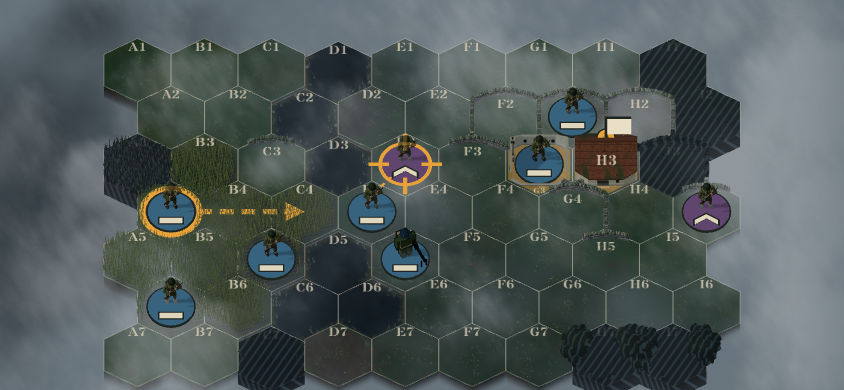 A1 B1 C1 D1 E1 F1 G1 H1
A2 B2 C2 D2 E2 F2 H2
B3 C3 D3 F3 G3 H3
B4 C4 E4 F4 G4 H4
A5 B5 D5 F5 G5 H5 I5
B6 C6 D6 E6 F6 G6 H6 I6
A7 B7 D7 E7 F7 G7